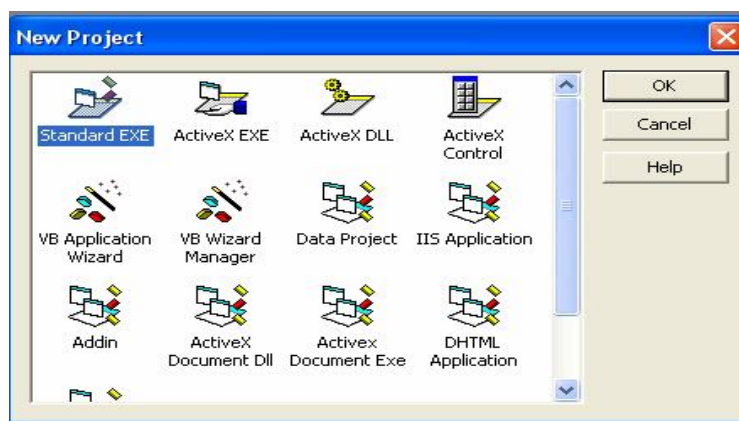 New Project
Standard EXE
ActiveX EXE
ActiveX DLL
ActiveX
Control
VB Application
Wizard
VB Wizard
Manager
Data Project
IIS Application
Addin
ActiveX
Document Dll
Activex
Document Exe
DHTML
Application
OK
Cancel
Help